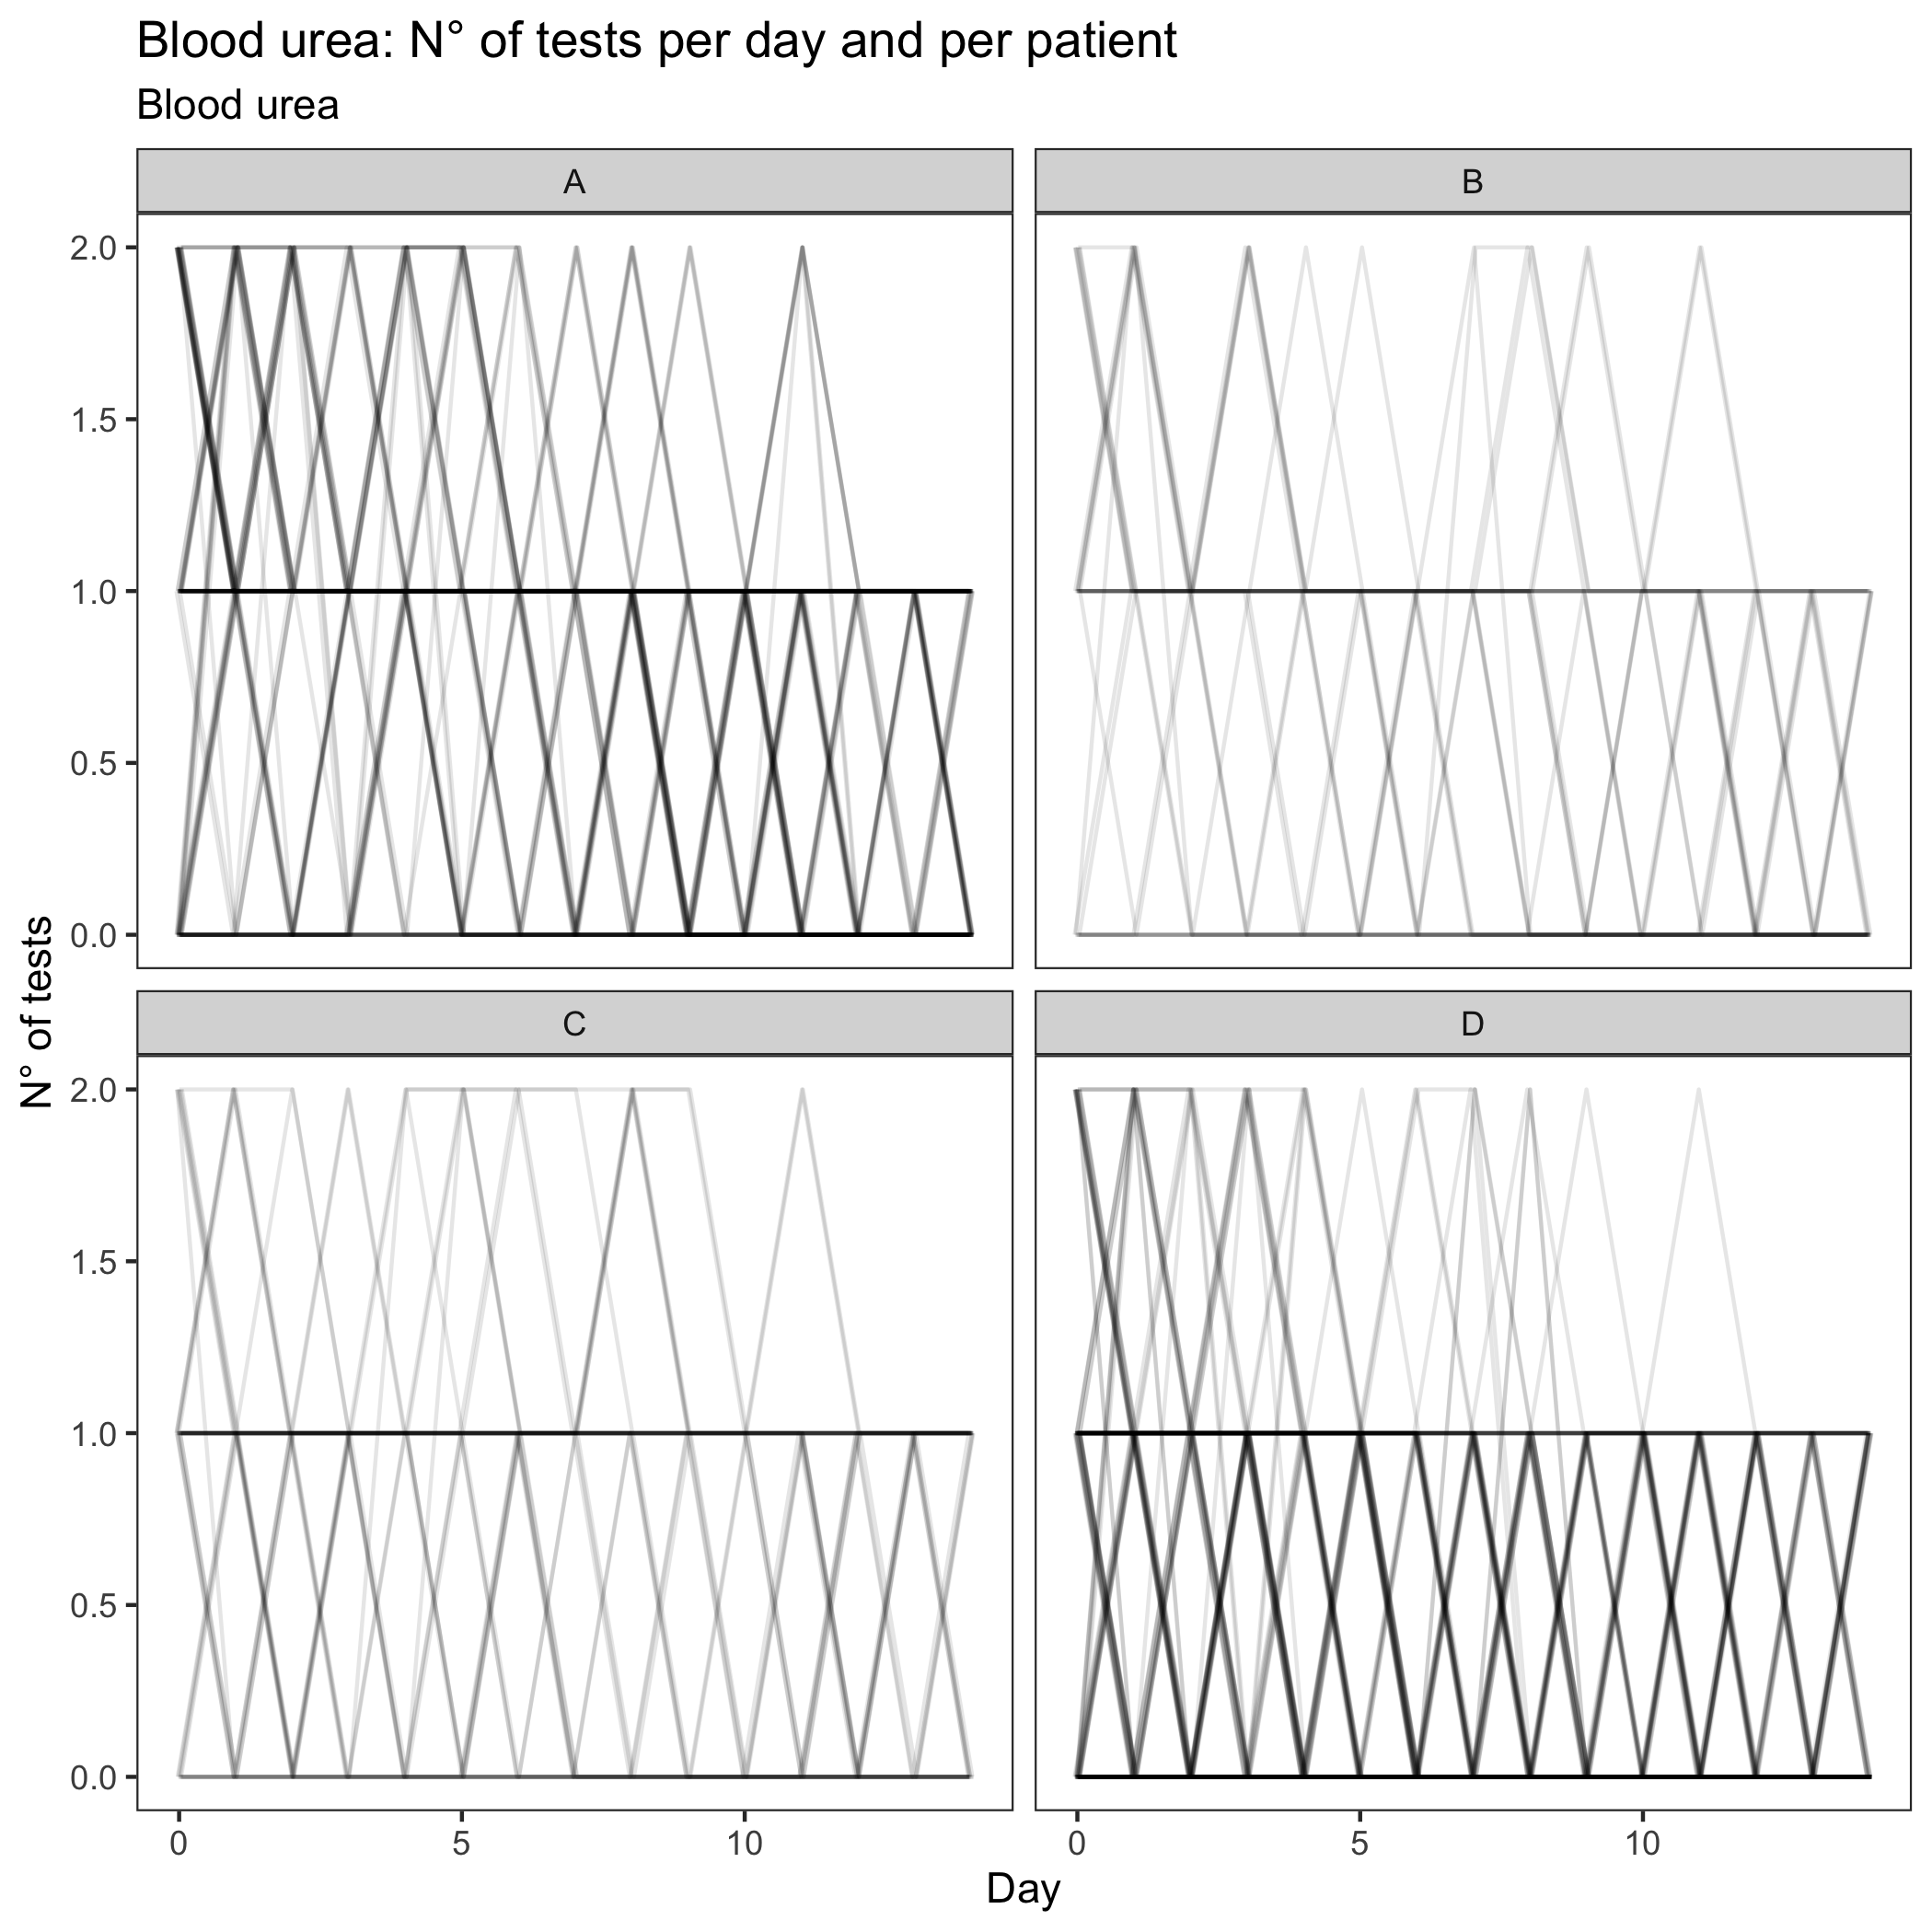 Blood urea: N° of tests per day and per patient
Blood urea
A
B
2.0
1.5
1.0
0.5
0.0
C
D
2.0
1.5
1.0
0.5
0.0
N° of tests
0 5 10 0 5 10
Day